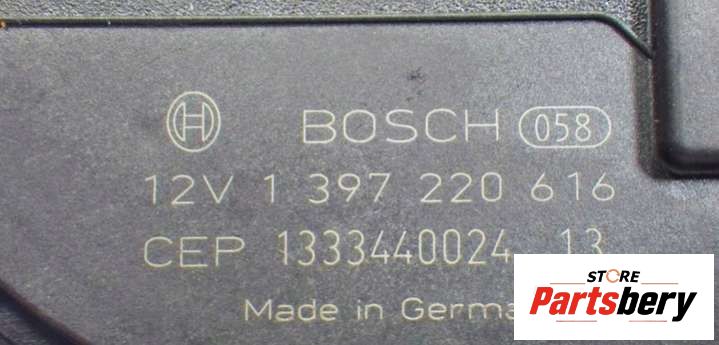 BOSCH 058
12V 1 397 220 616
CEP 1333440024 13
Made in Germa
STORE
Partsbery